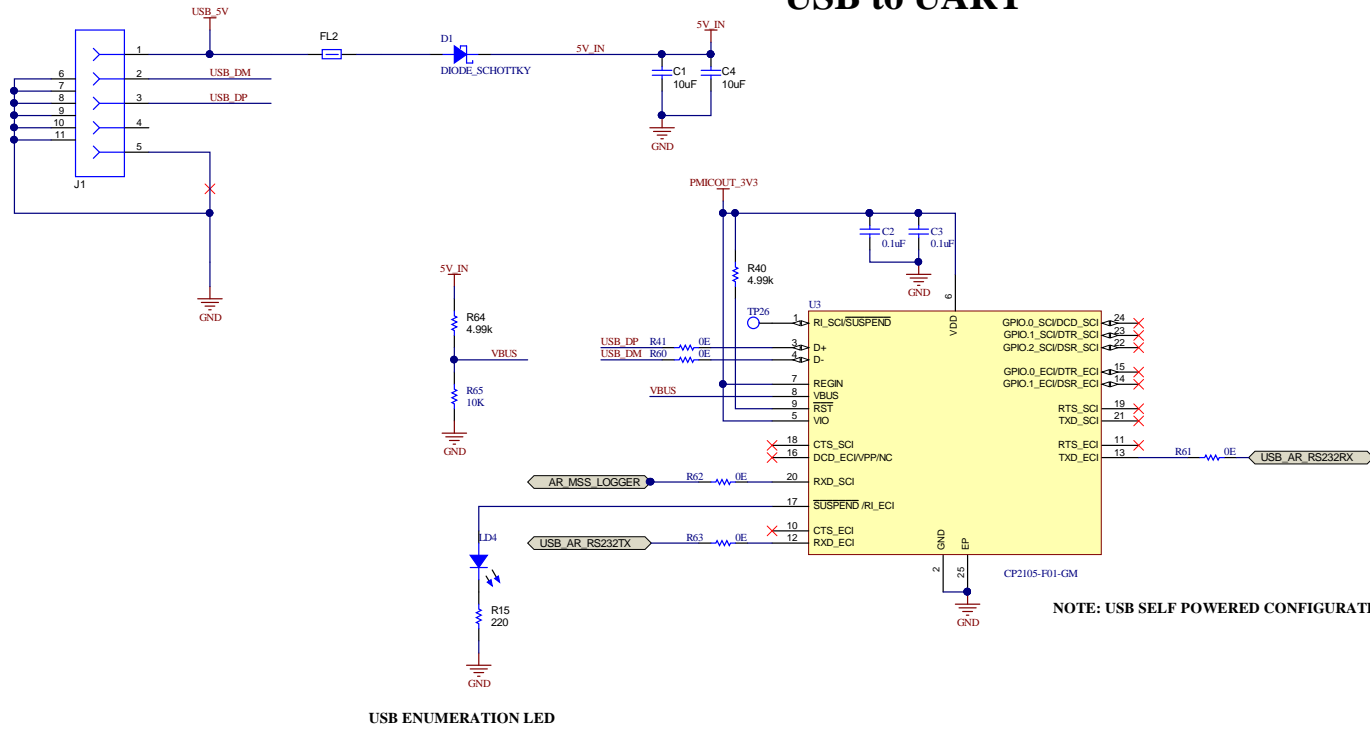 USB to UART
USB_5V
FL2
D1
DIODE_SCHOTTKY
5V_IN
5V_IN
C1
10uF
C4
10uF
GND
1
2
3
4
5
6
7
8
9
10
11
USB_DM
USB_DP
J1
GND
PMICOUT_3V3
C2
0.1uF
C3
0.1uF
GND
R40
4.99k
5V_IN
R64
4.99k
VBUS
R65
10K
GND
U3
TP26
1 RI_SCI/SUSPEND
USB_DP R41 0E 3 D+
USB_DM R60 0E 4 D-
7 REGIN
VBUS 8 VBUS
9 RST
5 VIO
18 CTS_SCI
16 DCD_ECI/VPP/NC
AR_MSS_LOGGER R62 0E 20 RXD_SCI
17 SUSPEND /RI_ECI
10 CTS_ECI
USB_AR_RS232TX R63 0E 12 RXD_ECI
6
VDD
GPIO.0_SCI/DCD_SCI 24
GPIO.1_SCI/DTR_SCI 23
GPIO.2_SCI/DSR_SCI 22
GPIO.0_ECI/DTR_ECI 15
GPIO.1_ECI/DSR_ECI 14
RTS_SCI 19
TXD_SCI 21
RTS_ECI 11
TXD_ECI 13 R61 0E USB_AR_RS232RX
GND
EP
2
25
CP2105-F01-GM
GND
LD4
R15
220
GND
NOTE: USB SELF POWERED CONFIGURATI
USB ENUMERATION LED